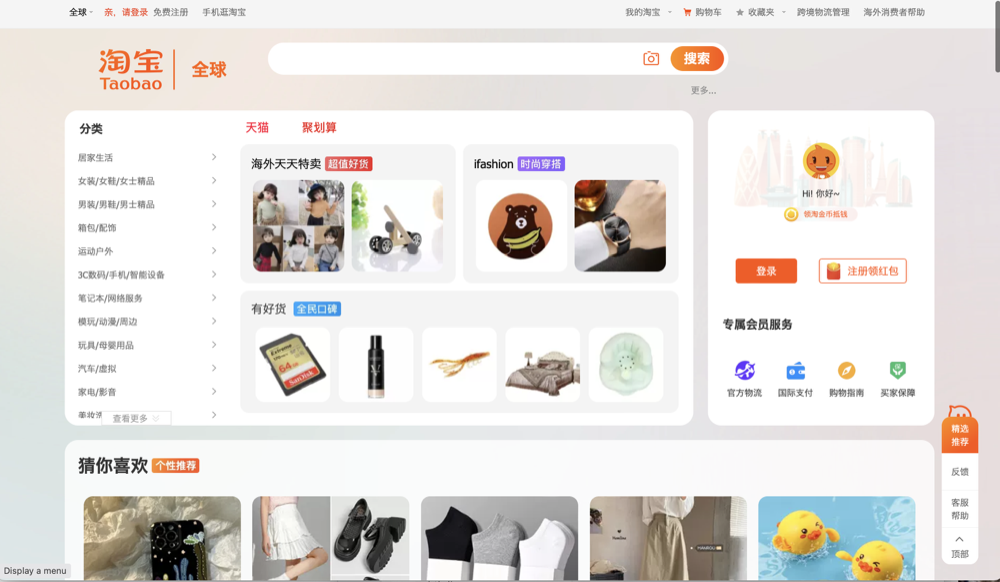 全球
亲，请登录 免费注册
手机逛淘宝
我的淘宝
购物车
收藏夹
跨境物流管理
海外消费者帮助
淘宝
Taobao
全球
搜索
更多...
分类
居家生活
女装/女鞋/女士精品
男装/男鞋/男士精品
箱包/配饰
运动户外
3C数码/手机/智能设备
笔记本/网络服务
模玩/动漫/周边
玩具/母婴用品
汽车/虚拟
家电/影音
查看更多
天猫
聚划算
海外天天特卖 超值好货
ifashion 时尚穿搭
有好货 全民口碑
Extreme
64
SanDisk
Hi! 你好~
领淘金币抵钱
登录
注册领红包
专属会员服务
官方物流
国际支付
购物指南
买家保障
猜你喜欢 个性推荐
精选
推荐
反馈
客服
帮助
顶部
Display a menu